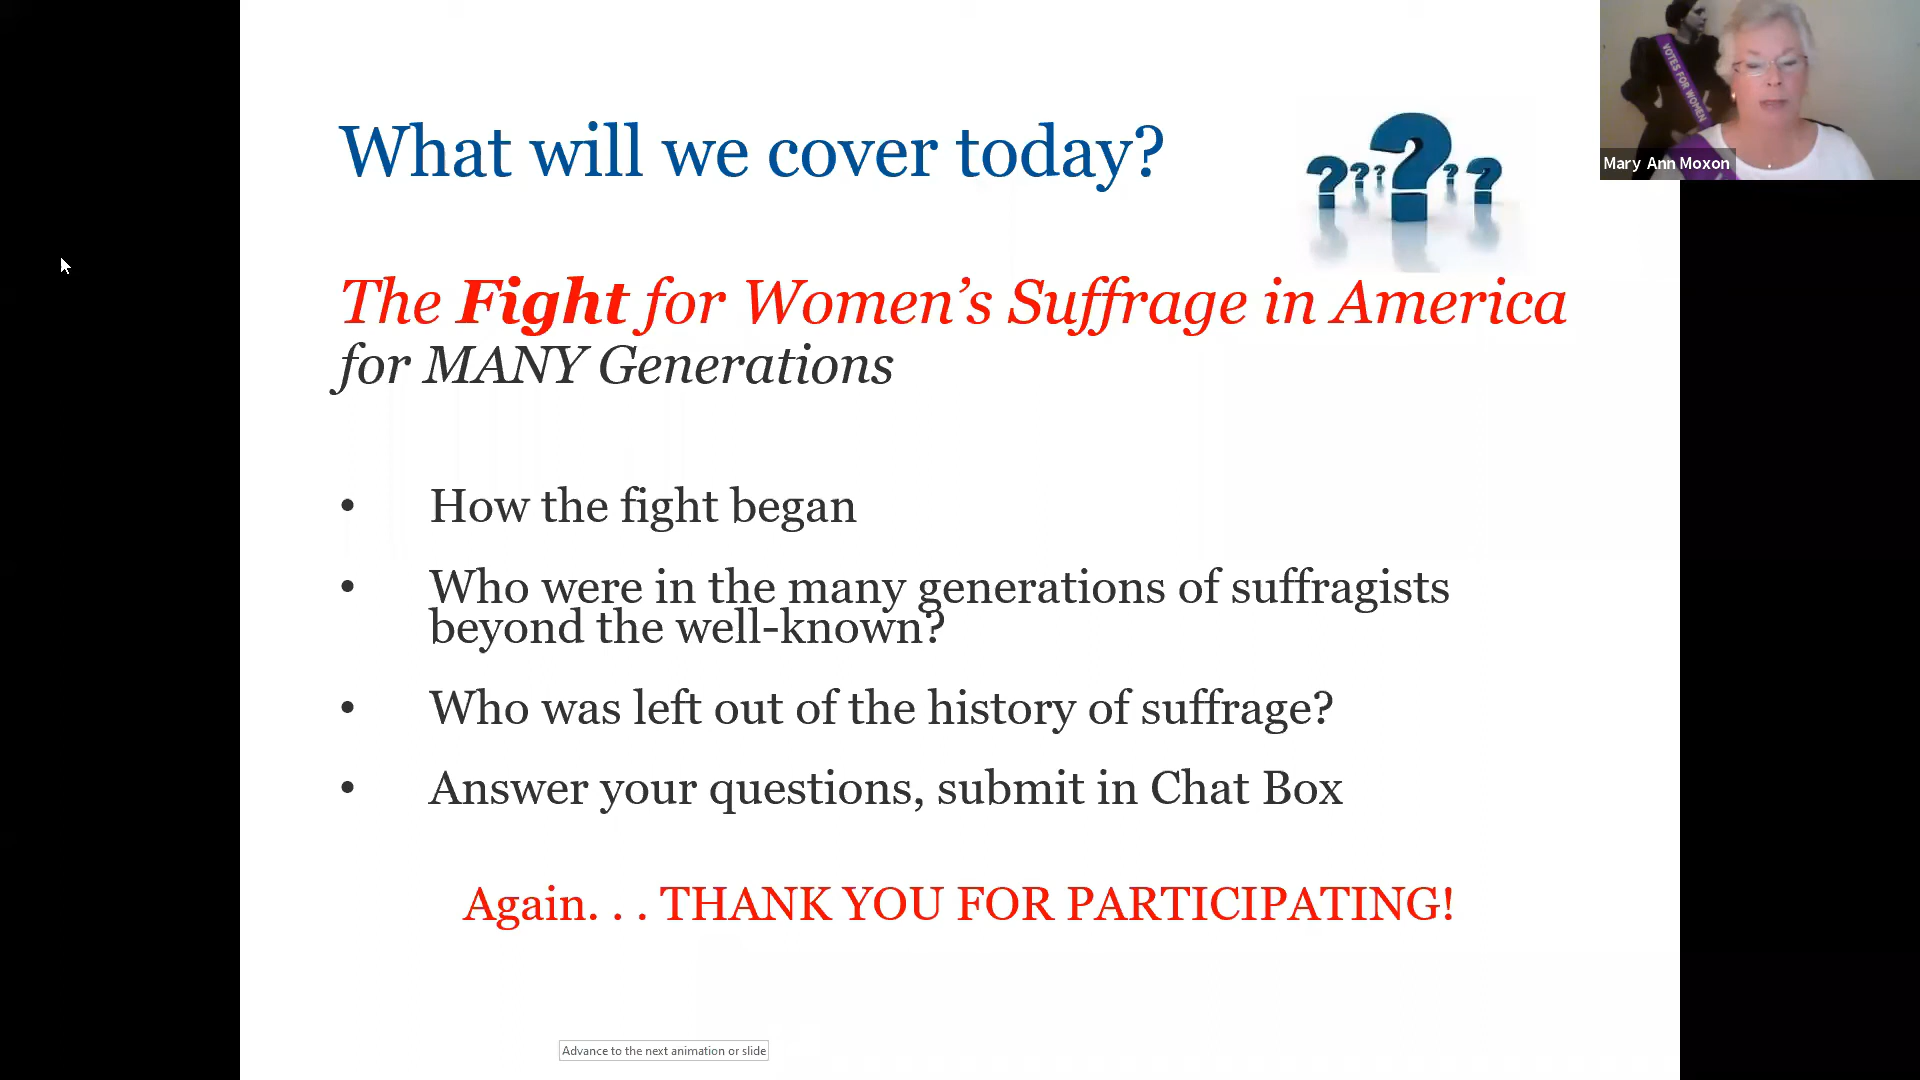 What will we cover today?
VOTES FOR WOMEN
Mary Ann Moxon
The Fight for Women’s Suffrage in America
for MANY Generations
• How the fight began
• Who were in the many generations of suffragists
beyond the well-known?
• Who was left out of the history of suffrage?
• Answer your questions, submit in Chat Box
Again. . . THANK YOU FOR PARTICIPATING!
Advance to the next animation or slide